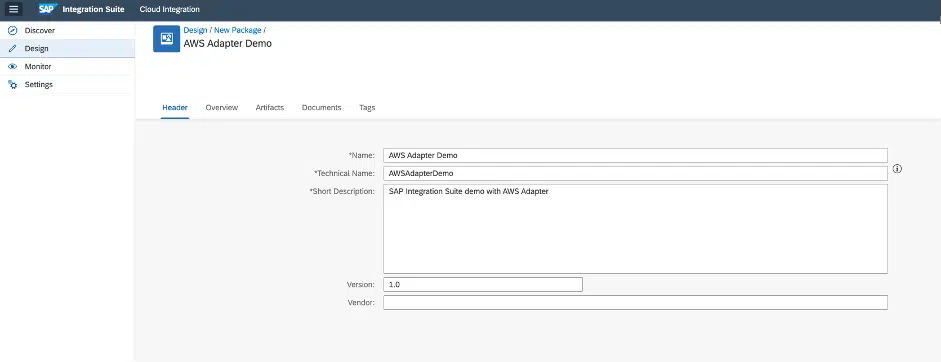 SAP Integration Suite Cloud Integration
Discover
Design
Monitor
Settings
Design / New Package /
AWS Adapter Demo
Header Overview Artifacts Documents Tags
*Name: AWS Adapter Demo
*Technical Name: AWSAdapterDemo
*Short Description: SAP Integration Suite demo with AWS Adapter
Version: 1.0
Vendor: